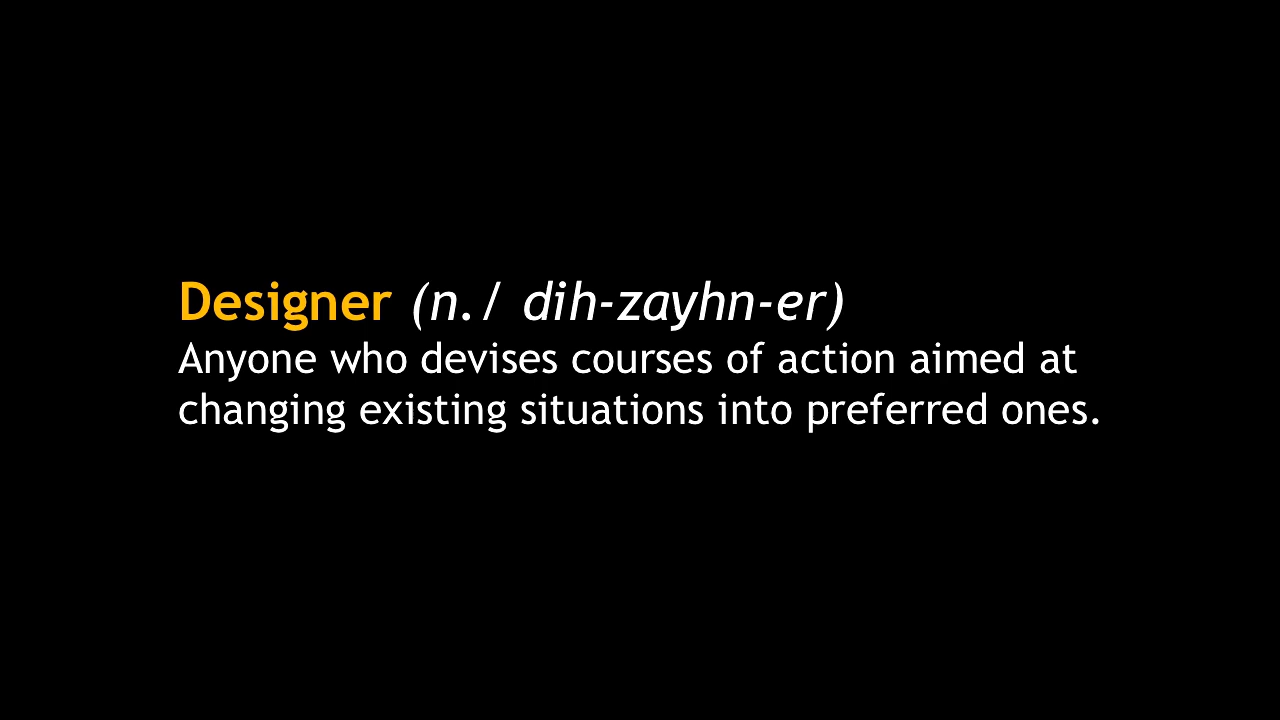 Designer (n./ dih-zayhn-er)
Anyone who devises courses of action aimed at
changing existing situations into preferred ones.